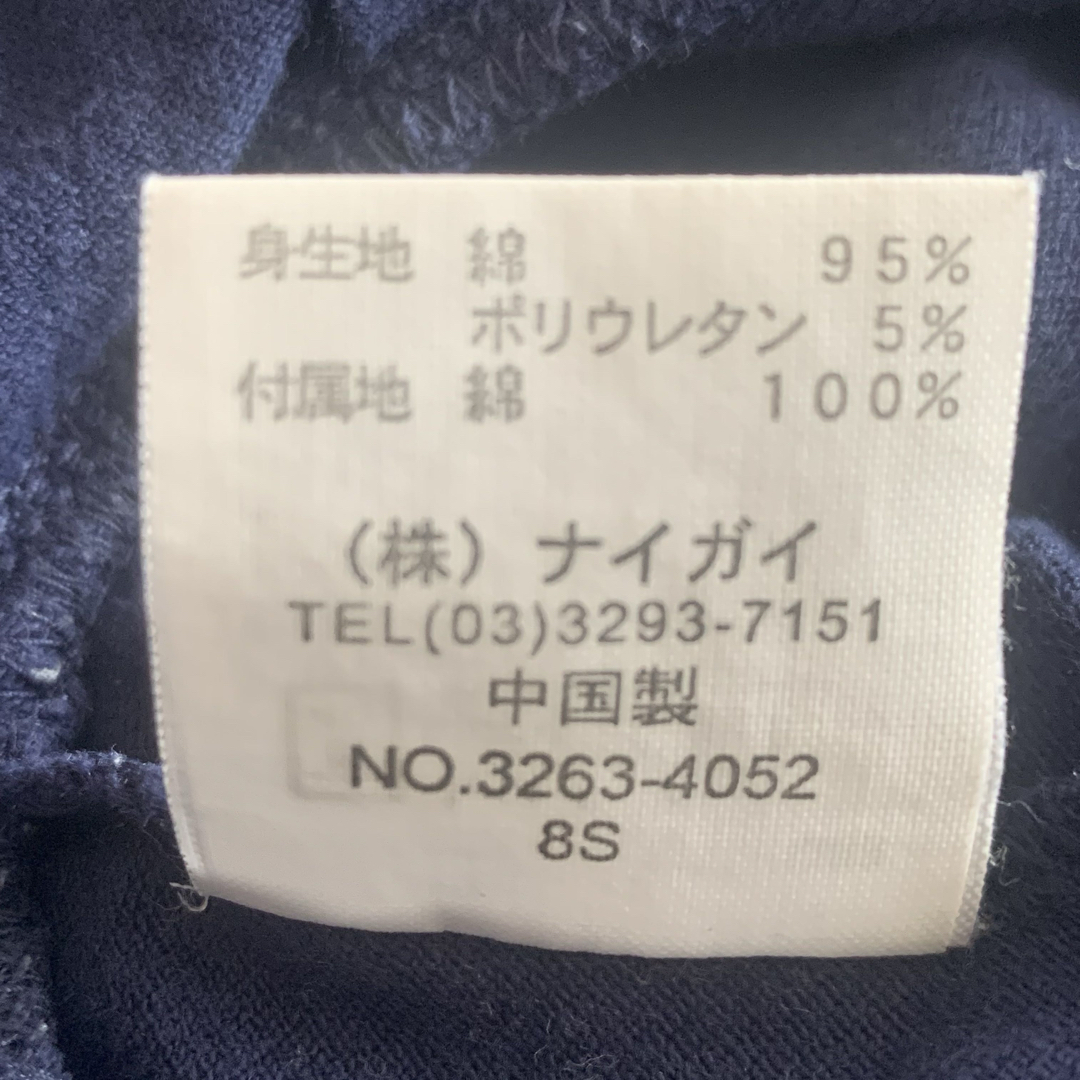 身生地 綿 95%
ポリウレタン 5%
付属地 綿 100%
（株）ナイガイ
TEL(03)3293-7151
中国製
NO.3263-4052
8S